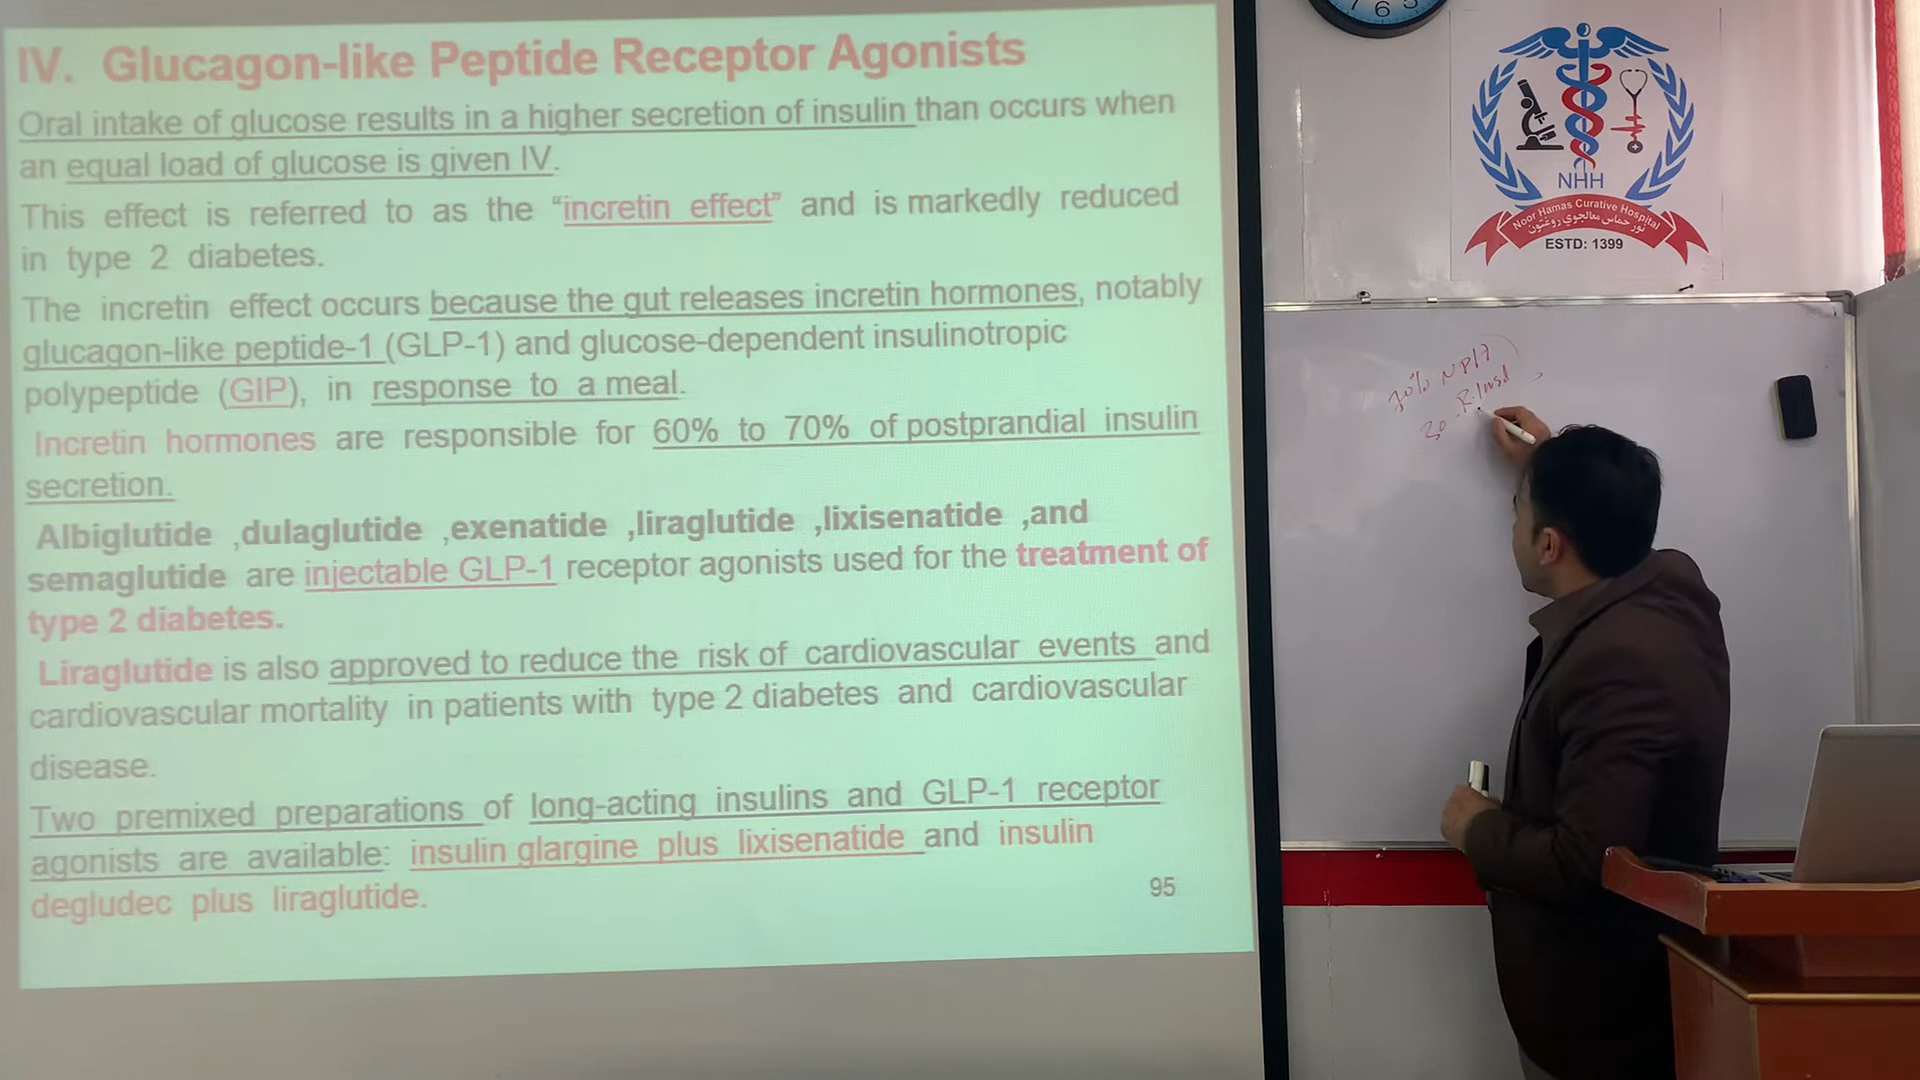 IV. Glucagon-like Peptide Receptor Agonists
Oral intake of glucose results in a higher secretion of insulin than occurs when
an equal load of glucose is given IV.
This effect is referred to as the “incretin effect” and is markedly reduced
in type 2 diabetes.
The incretin effect occurs because the gut releases incretin hormones, notably
glucagon-like peptide-1 (GLP-1) and glucose-dependent insulinotropic
polypeptide (GIP), in response to a meal.
Incretin hormones are responsible for 60% to 70% of postprandial insulin
secretion.
Albiglutide ,dulaglutide ,exenatide ,liraglutide ,lixisenatide ,and
semaglutide are injectable GLP-1 receptor agonists used for the treatment of
type 2 diabetes.
Liraglutide is also approved to reduce the risk of cardiovascular events and
cardiovascular mortality in patients with type 2 diabetes and cardiovascular
disease.
Two premixed preparations of long-acting insulins and GLP-1 receptor
agonists are available: insulin glargine plus lixisenatide and insulin
degludec plus liraglutide.
95
7 6 5
NHH
Noor Hamas Curative Hospital
نور حماس معالجوي روغتون
ESTD: 1399
70%
30